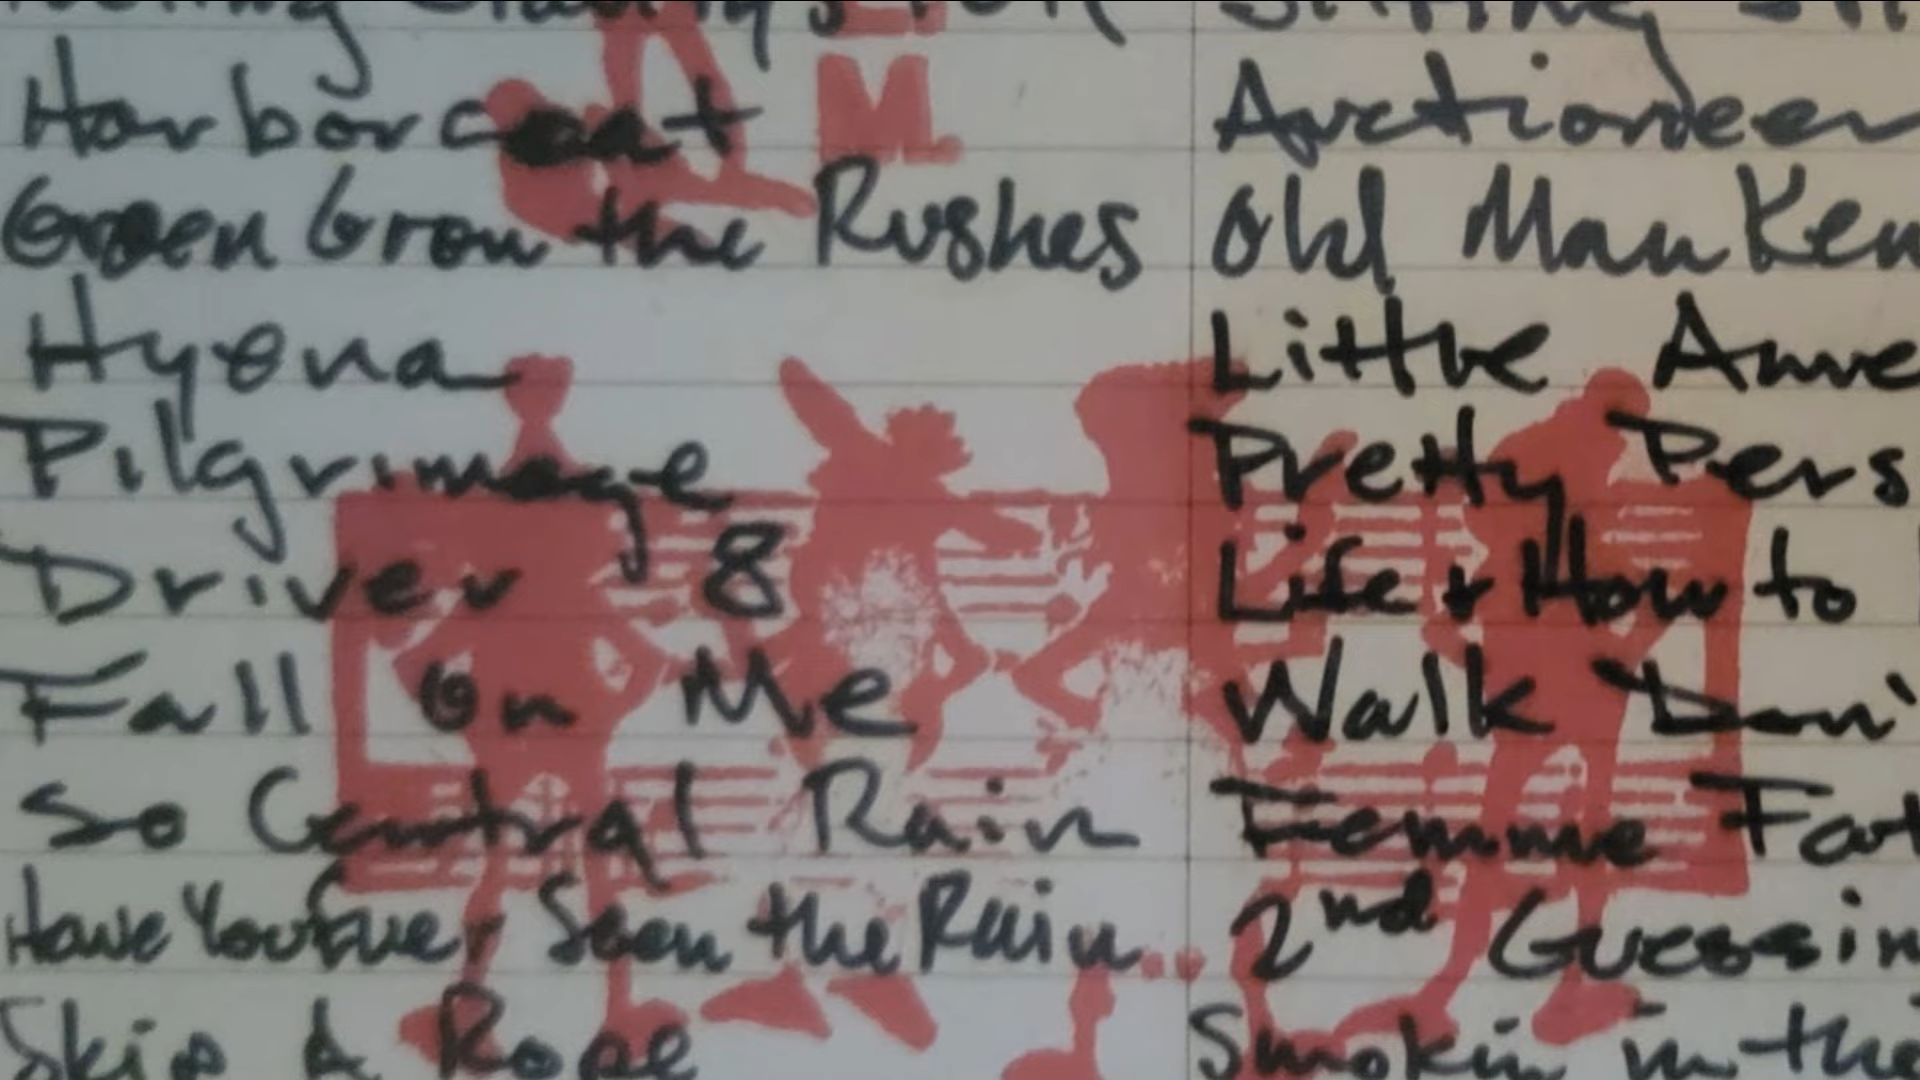 Harborcoat
Green Grow the Rushes
Hyena
Pilgrimage
Driver 8
Fall On Me
So Central Rain
Have You Ever Seen the Rain
Skip A Rope
M.
Sitting
Auctioneer
Old Man Ken
Little Ame
Pretty Pers
Life + How to
Walk Don'
Femme Fat
2nd Guessin
Smokin in the